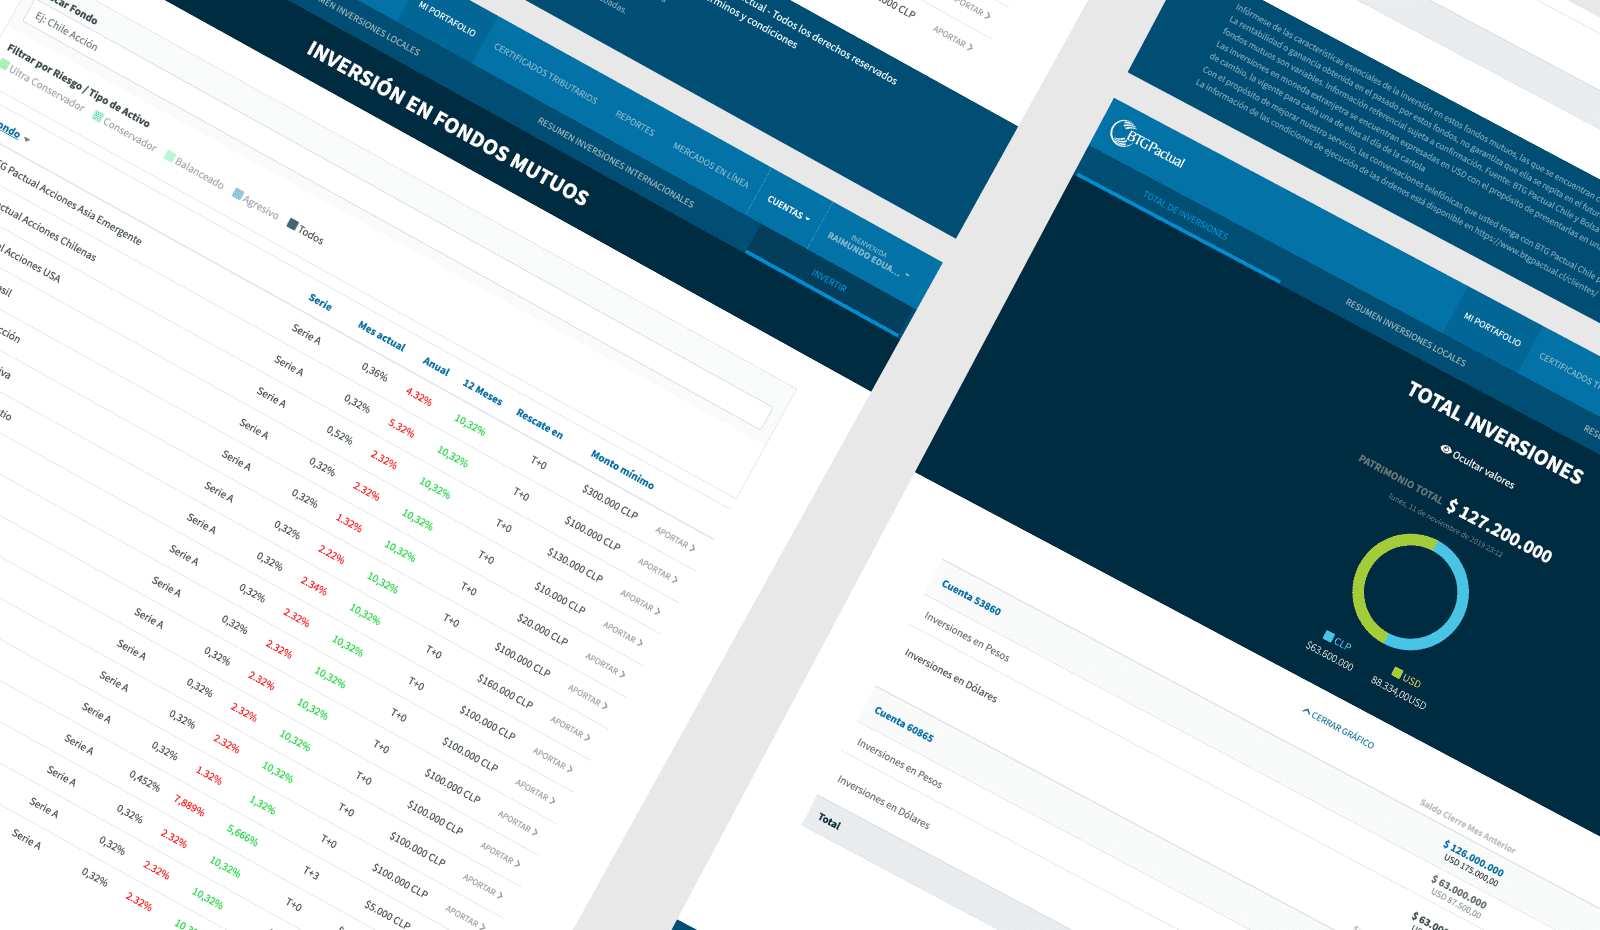 Ej: Chile Acción
Filtrar por Riesgo / Tipo de Activo
Ultra Conservador
Conservador
Balanceado
Agresivo
Todos
Pactual Acciones Asia Emergente
Acciones Chilenas
Acciones USA
MI PORTAFOLIO
CERTIFICADOS TRIBUTARIOS
REPORTES
MERCADOS EN LÍNEA
CUENTAS
BIENVENIDA
RAIMUNDO EDUA...
INVERSIONES LOCALES
RESUMEN INVERSIONES INTERNACIONALES
INVERTIR
INVERSIÓN EN FONDOS MUTUOS
Todos los derechos reservados
y condiciones
CLP
APORTAR
APORTAR
Serie
Mes actual
Anual
12 Meses
Rescate en
Monto mínimo
Serie A 0,36% 4.32% 10,32% T+0 $300.000 CLP APORTAR
Serie A 0,32% 5.32% 10,32% T+0 $100.000 CLP APORTAR
Serie A 0,52% 2.32% 10,32% T+0 $130.000 CLP APORTAR
Serie A 0,32% 2.32% 10,32% T+0 $10.000 CLP APORTAR
Serie A 0,32% 1.32% 10,32% T+0 $20.000 CLP APORTAR
Serie A 0,32% 2.22% 10,32% T+0 $100.000 CLP APORTAR
Serie A 0,32% 2.34% 10,32% T+0 $160.000 CLP APORTAR
Serie A 0,32% 2.32% 10,32% T+0 $100.000 CLP APORTAR
Serie A 0,32% 2.32% 10,32% T+0 $100.000 CLP APORTAR
Serie A 0,32% 2.32% 10,32% T+0 $100.000 CLP APORTAR
Serie A 0,32% 2.32% 10,32% T+0 $100.000 CLP APORTAR
Serie A 0,32% 2.32% 10,32% T+0 $100.000 CLP APORTAR
Serie A 0,32% 1.32% 1,32% T+0 $100.000 CLP APORTAR
Serie A 0,452% 7,889% 5,666% T+3 $5.000 CLP
Serie A 0,32% 2.32% 10,32% T+0
Serie A 0,32% 2.32% 10,32%
Serie A 0,32% 2.32%
Infórmese de las características esenciales de la inversión en estos fondos mutuos, las que se encuentran
La rentabilidad o ganancia obtenida en el pasado por estos fondos, no garantiza que ella se repita en el futuro
fondos mutuos son variables. Información referencial sujeta a confirmación. Fuente: BTG Pactual Chile y Bolsa
Las inversiones en moneda extranjera se encuentran expresadas en USD con el propósito de presentarlas en
de cambio, la vigente para cada una de ellas al día de la cartola
Con el propósito de mejorar nuestro servicio, las conversaciones telefónicas que usted tenga con BTG Pactual Chile
La información de las condiciones de ejecución de las órdenes está disponible en https://www.btgpactual.cl/clientes/
BTGPactual
MI PORTAFOLIO
CERTIFICADOS
TOTAL DE INVERSIONES
RESUMEN INVERSIONES LOCALES
TOTAL INVERSIONES
Ocultar valores
PATRIMONIO TOTAL $ 127.200.000
lunes, 11 de noviembre de 2019 23:12
CLP
$63.600.000
USD
88.334,00USD
CERRAR GRÁFICO
Saldo Cierre Mes Anterior
Cuenta 53860
$ 126.000.000
USD 175.000,00
Inversiones en Pesos
$ 63.000.000
USD 87.500,00
Inversiones en Dólares
Cuenta 60865
Inversiones en Pesos
Inversiones en Dólares
Total